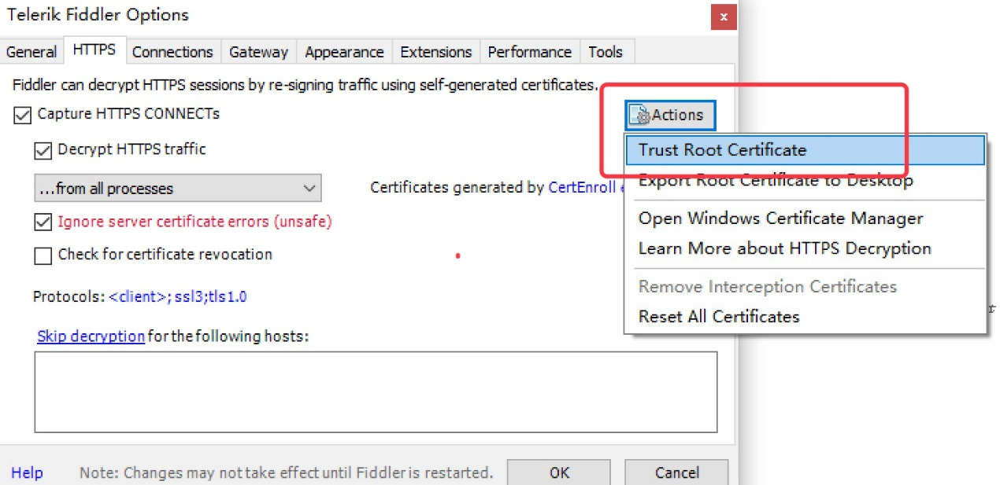 Telerik Fiddler Options
x
General HTTPS Connections Gateway Appearance Extensions Performance Tools
Fiddler can decrypt HTTPS sessions by re-signing traffic using self-generated certificates.
Capture HTTPS CONNECTs
Actions
Decrypt HTTPS traffic
Trust Root Certificate
...from all processes
Certificates generated by CertEnroll
Export Root Certificate to Desktop
Ignore server certificate errors (unsafe)
Open Windows Certificate Manager
Check for certificate revocation
Learn More about HTTPS Decryption
Protocols: <client>;ssl3;tls1.0
Remove Interception Certificates
Reset All Certificates
Skip decryption for the following hosts:
Help Note: Changes may not take effect until Fiddler is restarted. OK Cancel